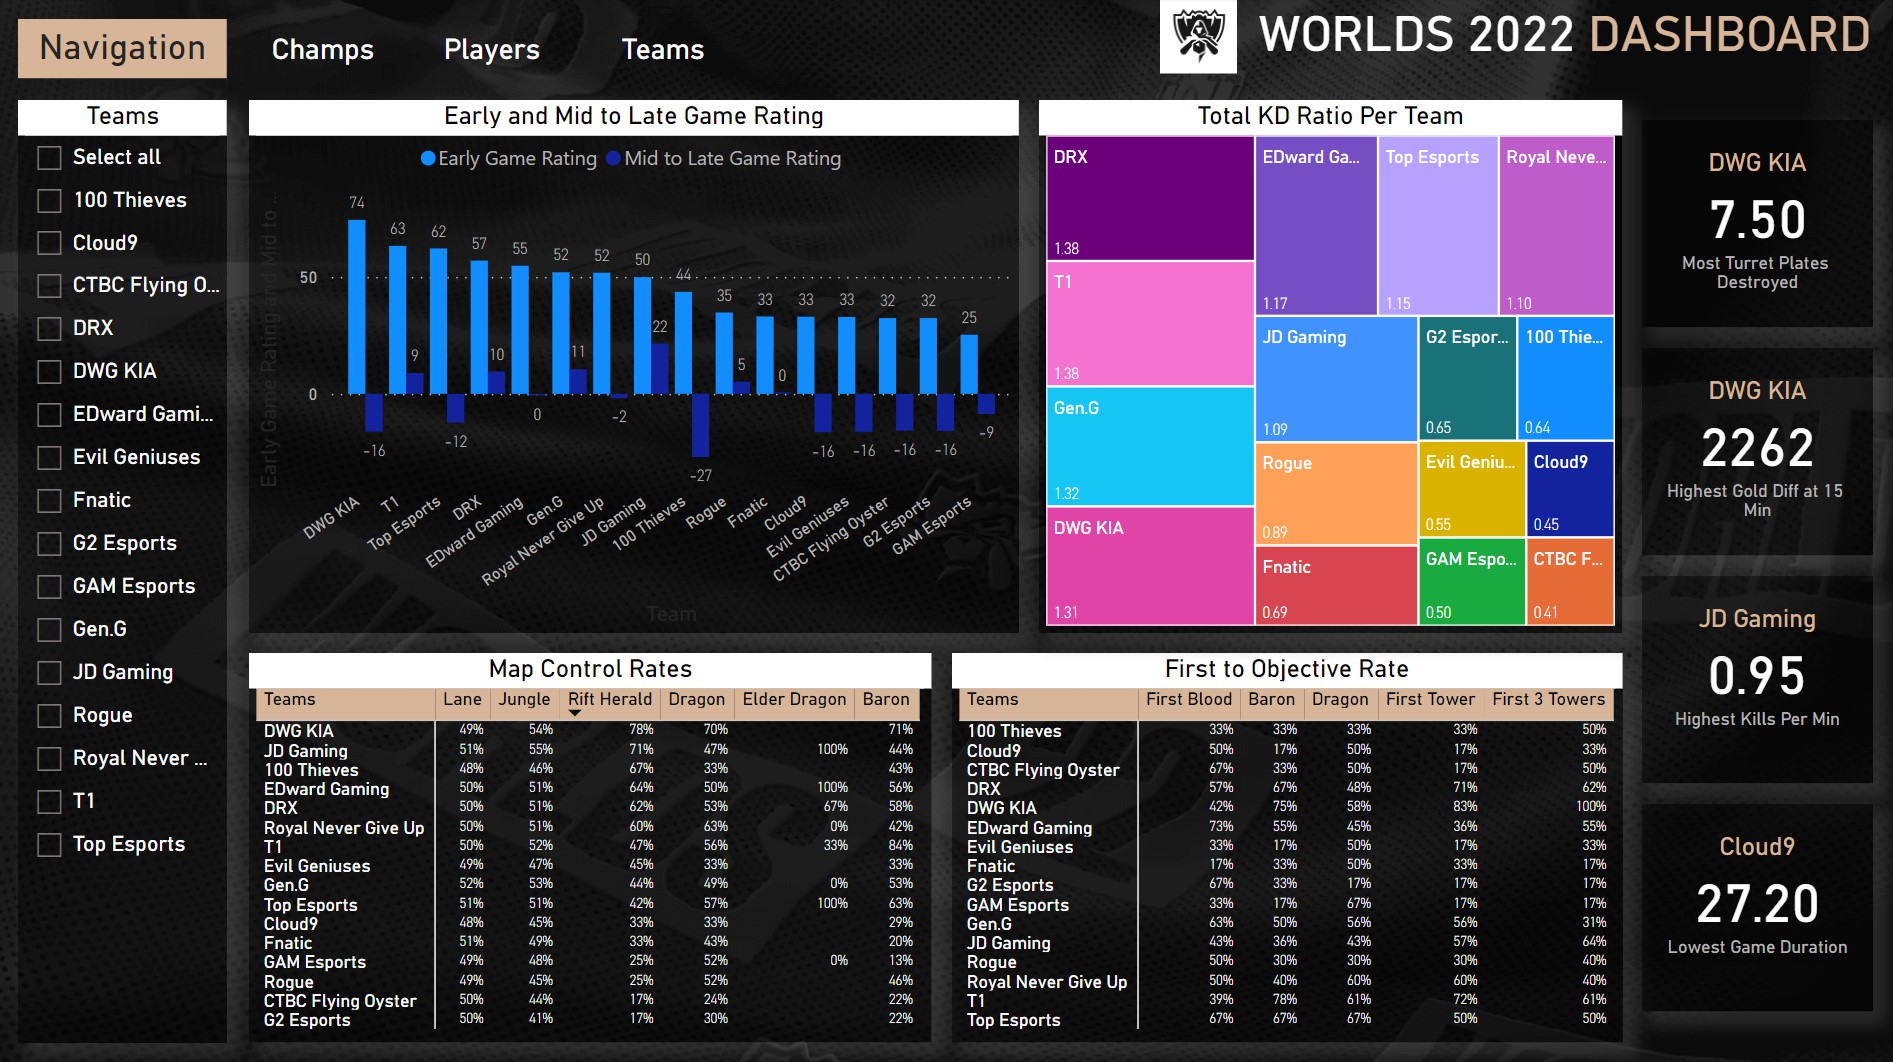 Navigation
Champs
Players
Teams
WORLDS 2022 DASHBOARD
Teams
Select all
100 Thieves
Cloud9
CTBC Flying O...
DRX
DWG KIA
EDward Gami...
Evil Geniuses
Fnatic
G2 Esports
GAM Esports
Gen.G
JD Gaming
Rogue
Royal Never ...
T1
Top Esports
Early and Mid to Late Game Rating
Early Game Rating Mid to Late Game Rating
Early Game Rating and Mid to ...
50
0
74
-16
63
9
62
-12
57
10
55
0
52
11
52
-2
50
22
44
-27
35
5
33
0
33
-16
33
-16
32
-16
32
-16
25
-9
DWG KIA
T1
Top Esports
DRX
EDward Gaming
Gen.G
Royal Never Give Up
JD Gaming
100 Thieves
Rogue
Fnatic
Cloud9
Evil Geniuses
CTBC Flying Oyster
G2 Esports
GAM Esports
Team
Total KD Ratio Per Team
DRX
1.38
T1
1.38
Gen.G
1.32
DWG KIA
1.31
EDward Ga...
1.17
Top Esports
1.15
Royal Neve...
1.10
JD Gaming
1.09
Rogue
0.89
Fnatic
0.69
G2 Espor...
0.65
100 Thie...
0.64
Evil Geniu...
0.55
Cloud9
0.45
GAM Espo...
0.50
CTBC F...
0.41
DWG KIA
7.50
Most Turret Plates
Destroyed
DWG KIA
2262
Highest Gold Diff at 15
Min
JD Gaming
0.95
Highest Kills Per Min
Cloud9
27.20
Lowest Game Duration
Map Control Rates
Teams Lane Jungle Rift Herald Dragon Elder Dragon Baron
DWG KIA 49% 54% 78% 70% 71%
JD Gaming 51% 55% 71% 47% 100% 44%
100 Thieves 48% 46% 67% 33% 43%
EDward Gaming 50% 51% 64% 50% 100% 56%
DRX 50% 51% 62% 53% 67% 58%
Royal Never Give Up 50% 51% 60% 63% 0% 42%
T1 50% 52% 47% 56% 33% 84%
Evil Geniuses 49% 47% 45% 33% 33%
Gen.G 52% 53% 44% 49% 0% 53%
Top Esports 51% 51% 42% 57% 100% 63%
Cloud9 48% 45% 33% 33% 29%
Fnatic 51% 49% 33% 43% 20%
GAM Esports 49% 48% 25% 52% 0% 13%
Rogue 49% 45% 25% 52% 46%
CTBC Flying Oyster 50% 44% 17% 24% 22%
G2 Esports 50% 41% 17% 30% 22%
First to Objective Rate
Teams First Blood Baron Dragon First Tower First 3 Towers
100 Thieves 33% 33% 33% 33% 50%
Cloud9 50% 17% 50% 17% 33%
CTBC Flying Oyster 67% 33% 50% 17% 50%
DRX 57% 67% 48% 71% 62%
DWG KIA 42% 75% 58% 83% 100%
EDward Gaming 73% 55% 45% 36% 55%
Evil Geniuses 33% 17% 50% 17% 33%
Fnatic 17% 33% 50% 33% 17%
G2 Esports 67% 33% 17% 17% 17%
GAM Esports 33% 17% 67% 17% 17%
Gen.G 63% 50% 56% 56% 31%
JD Gaming 43% 36% 43% 57% 64%
Rogue 50% 30% 30% 30% 40%
Royal Never Give Up 50% 40% 60% 60% 40%
T1 39% 78% 61% 72% 61%
Top Esports 67% 67% 67% 50% 50%